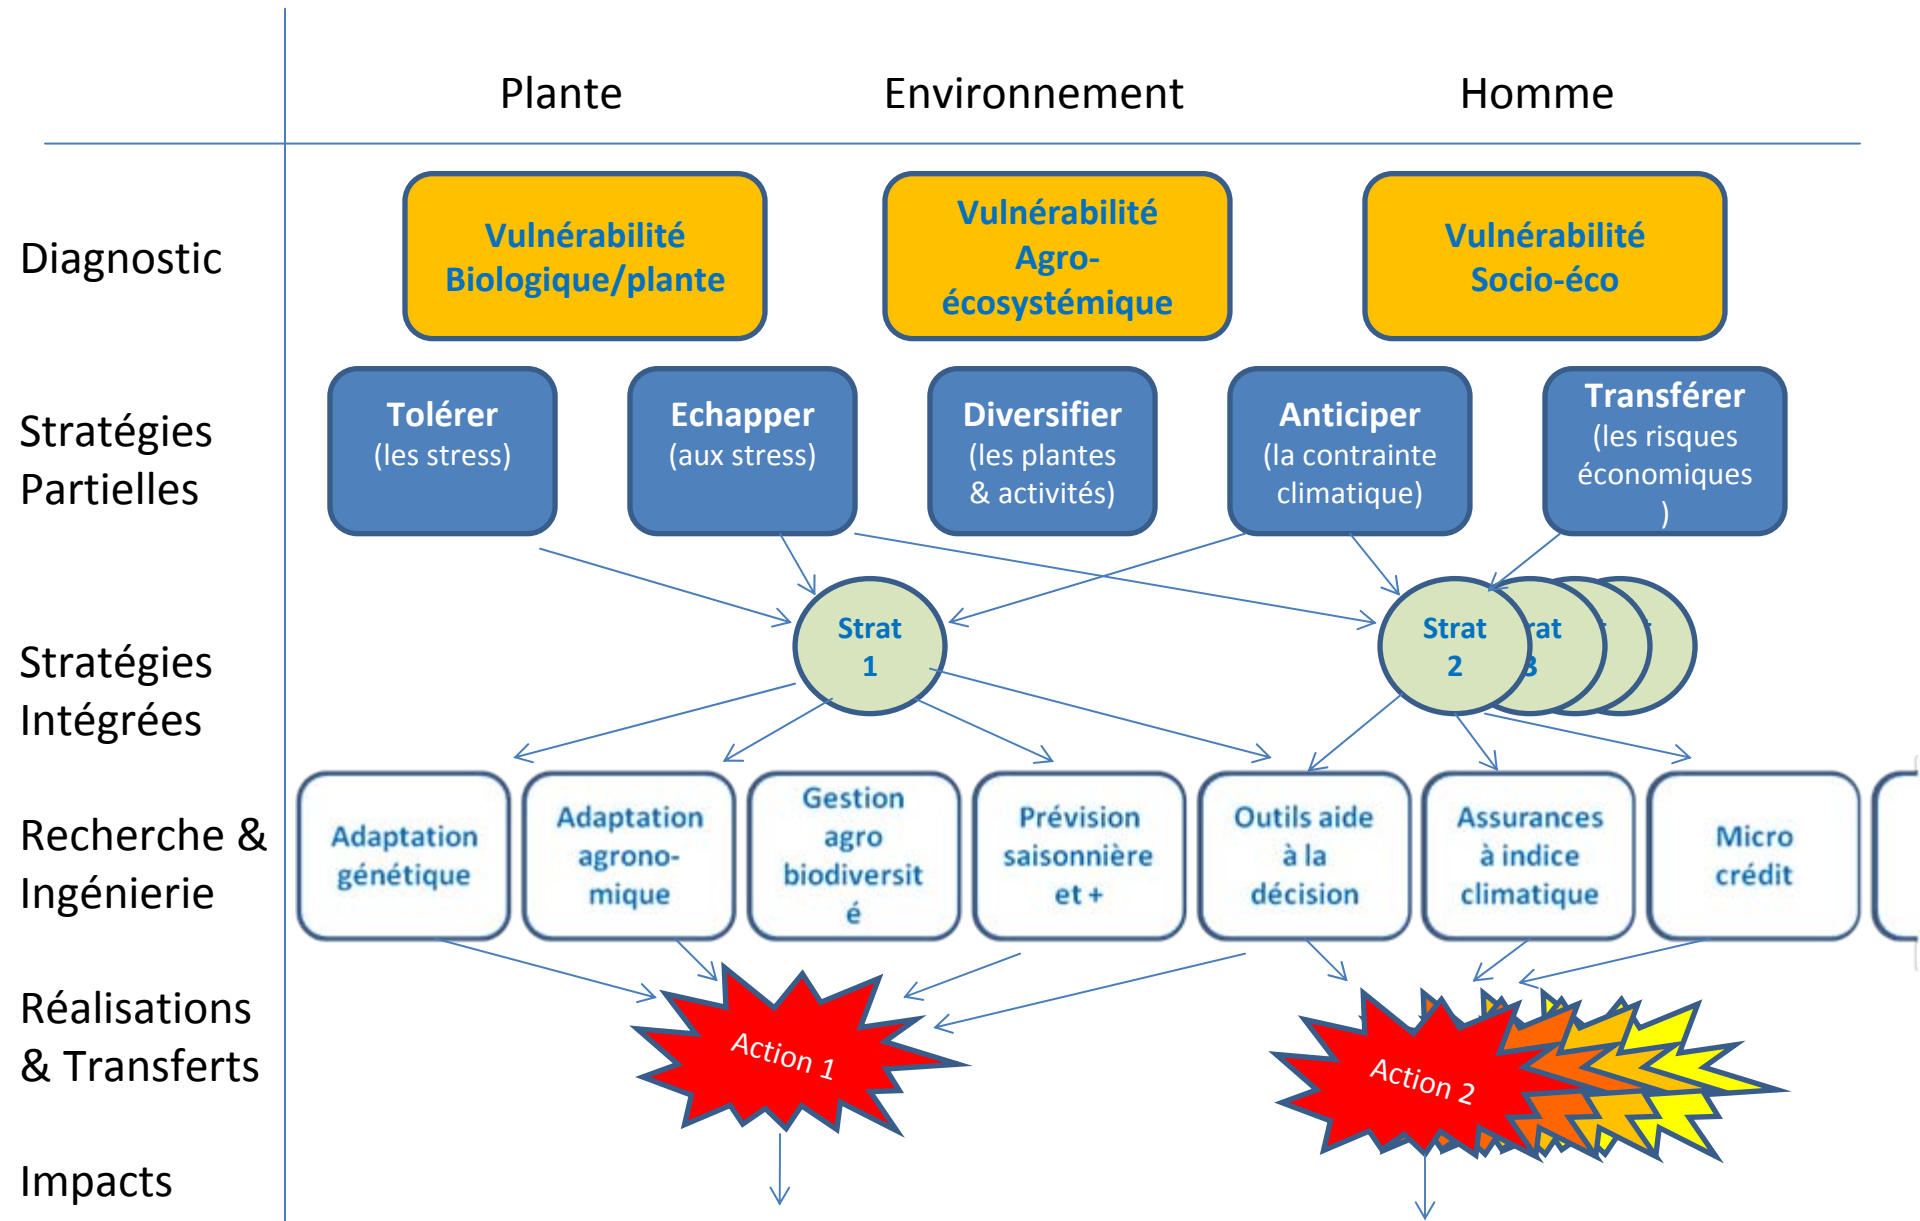 Plante
Environnement
Homme
Diagnostic
Vulnérabilité
Biologique/plante
Vulnérabilité
Agro-
écosystémique
Vulnérabilité
Socio-éco
Stratégies
Partielles
Tolérer
(les stress)
Echapper
(aux stress)
Diversifier
(les plantes
& activités)
Anticiper
(la contrainte
climatique)
Transférer
(les risques
économiques
)
Stratégies
Intégrées
Strat
1
Strat
2
rat
3
Recherche &
Ingénierie
Adaptation
génétique
Adaptation
agrono-
mique
Gestion
agro
biodiversit
é
Prévision
saisonnière
et +
Outils aide
à la
décision
Assurances
à indice
climatique
Micro
crédit
Réalisations
& Transferts
Action 1
Action 2
Impacts